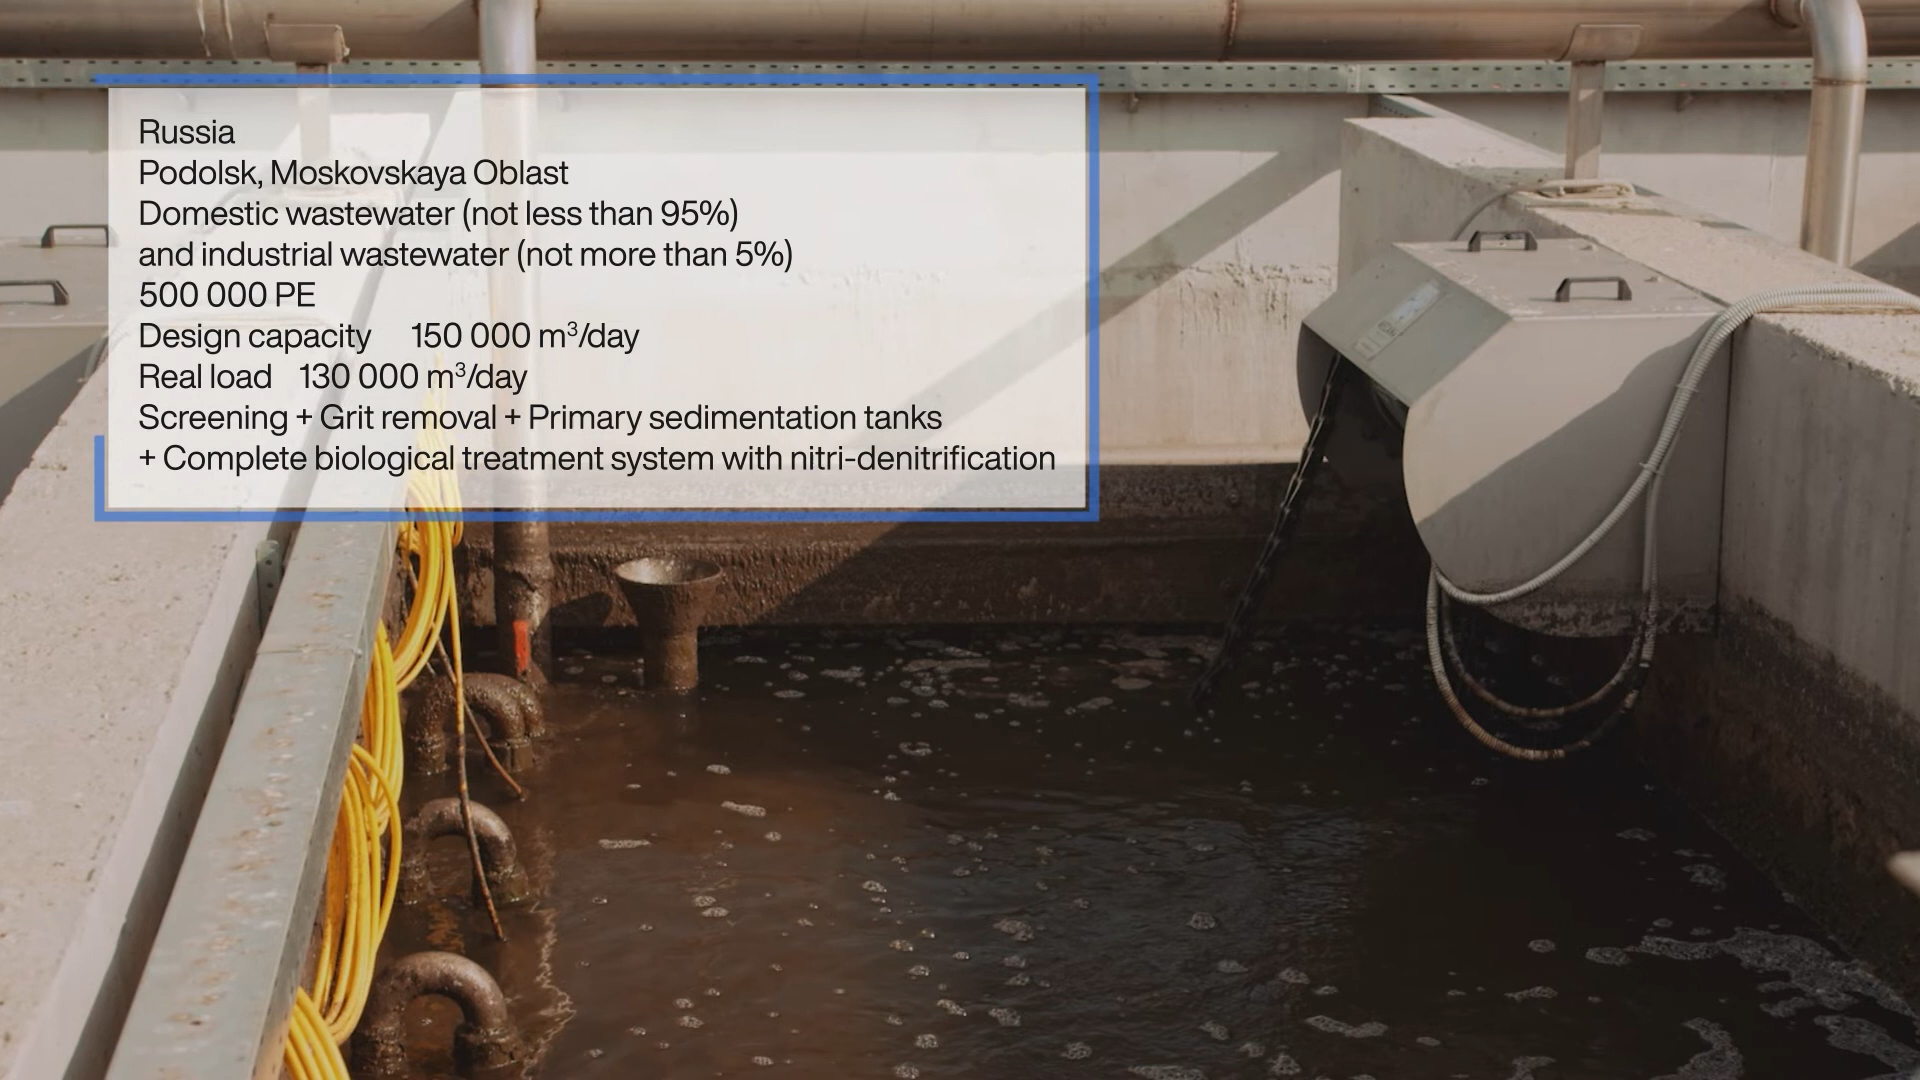 Russia
Podolsk, Moskovskaya Oblast
Domestic wastewater (not less than 95%)
and industrial wastewater (not more than 5%)
500 000 PE
Design capacity 150 000 m³/day
Real load 130 000 m³/day
Screening + Grit removal + Primary sedimentation tanks
+ Complete biological treatment system with nitri-denitrification